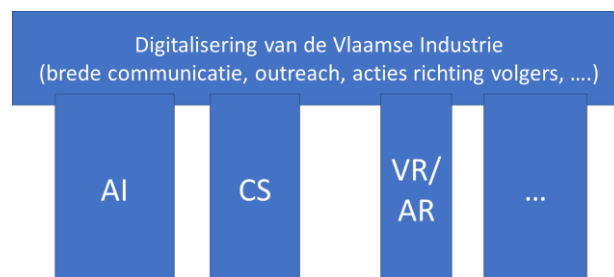 Digitalisering van de Vlaamse Industrie
(brede communicatie, outreach, acties richting volgers, ….)
AI
CS
VR/
AR
…